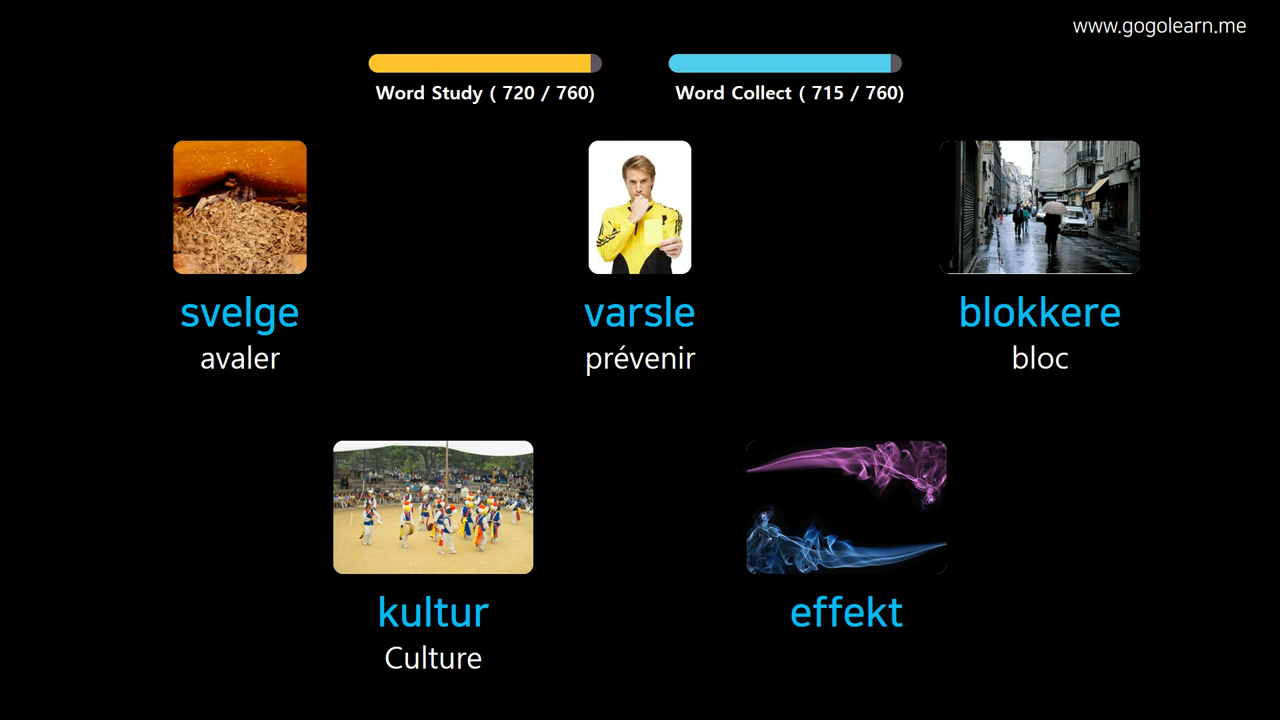 www.gogolearn.me
Word Study ( 720 / 760)
Word Collect ( 715 / 760)
svelge
varsle
blokkere
avaler
prévenir
bloc
kultur
effekt
Culture